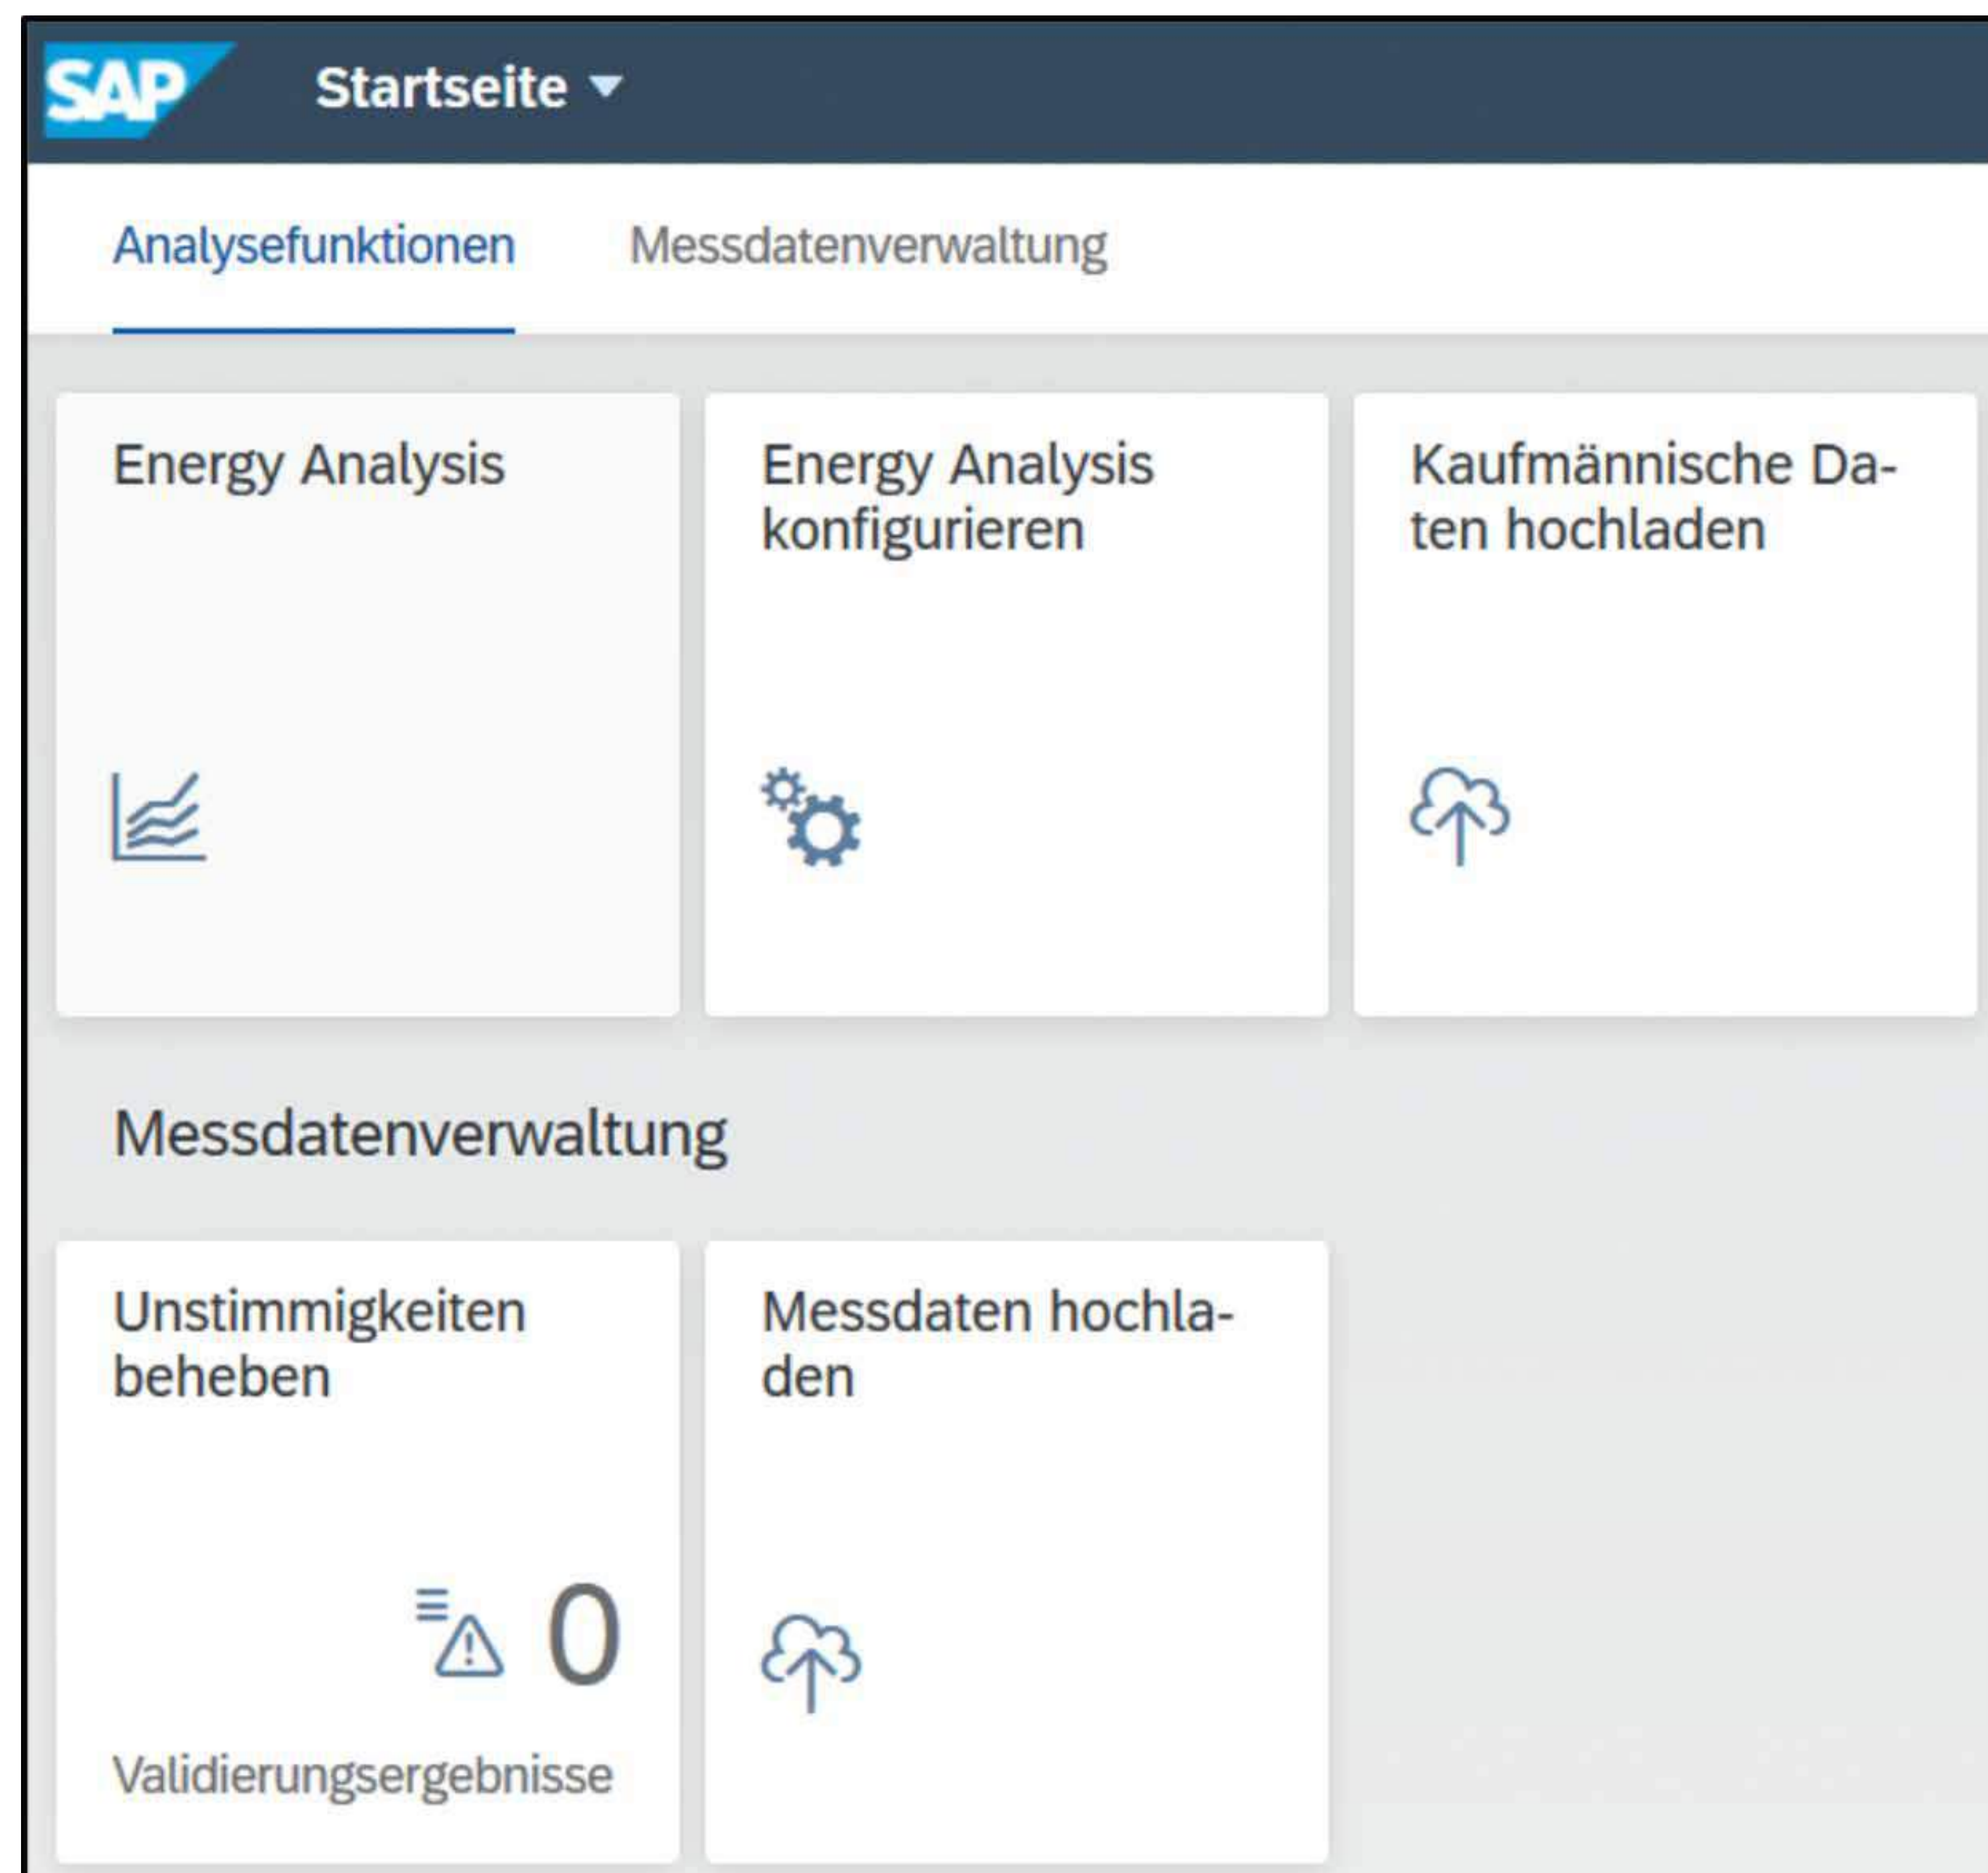 SAP Startseite
Analysefunktionen Messdatenverwaltung
Energy Analysis
Energy Analysis
konfigurieren
Kaufmännische Da-
ten hochladen
Messdatenverwaltung
Unstimmigkeiten
beheben
0
Validierungsergebnisse
Messdaten hochla-
den